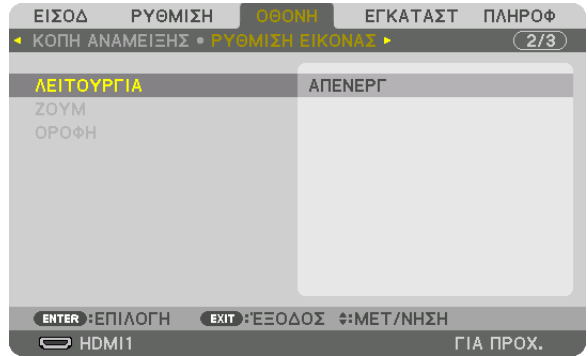 ΕΙΣΟΔ ΡΥΘΜΙΣΗ ΟΘΟΝΗ ΕΓΚΑΤΑΣΤ ΠΛΗΡΟΦ
ΚΟΠΗ ΑΝΑΜΕΙΞΗΣ • ΡΥΘΜΙΣΗ ΕΙΚΟΝΑΣ 2/3
ΛΕΙΤΟΥΡΓΙΑ ΑΠΕΝΕΡΓ
ΖΟΥΜ
ΟΡΟΦΗ
ENTER :ΕΠΙΛΟΓΗ EXIT :ΈΞΟΔΟΣ :ΜΕΤ/ΝΗΣΗ
HDMI1 ΓΙΑ ΠΡΟΧ.